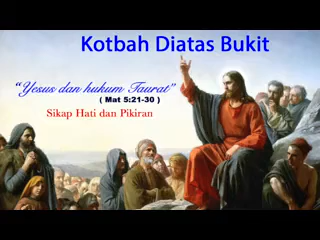 Kotbah Diatas Bukit
“Yesus dan hukum Taurat”
( Mat 5:21-30 )
Sikap Hati dan Pikiran